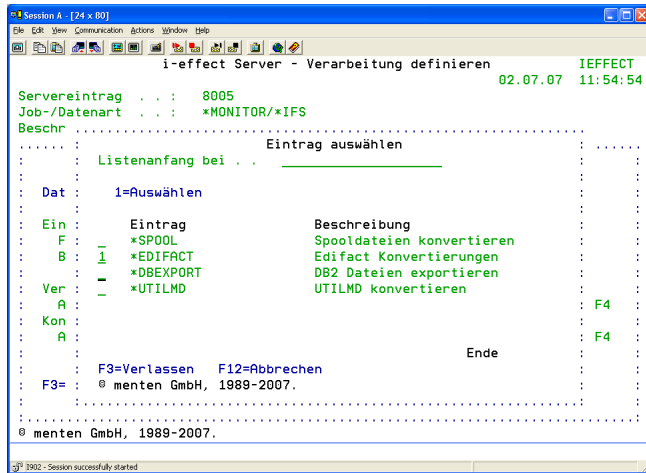 Session A - [24 x 80]
File Edit View Communication Actions Window Help
i-effect Server - Verarbeitung definieren IEFFECT
02.07.07 11:54:54
Servereintrag . . : 8005
Job-/Datenart . . : *MONITOR/*IFS
Beschr ..........................................................
...... : Eintrag auswählen : ......
: : Listenanfang bei . . ____________________ : :
: : : :
: Dat : 1=Auswählen : :
: : : :
: Ein : Eintrag Beschreibung : :
: F : _ *SPOOL Spooldateien konvertieren : :
: B : 1 *EDIFACT Edifact Konvertierungen : :
: : _ *DBEXPORT DB2 Dateien exportieren : :
: Ver : _ *UTILMD UTILMD konvertieren : :
: A : : F4 :
: Kon : : :
: A : : F4 :
: : Ende : :
: : F3=Verlassen F12=Abbrechen : :
: F3= : © menten GmbH, 1989-2007. : :
: :........................................................: :
:...........................................................................:
© menten GmbH, 1989-2007.
I902 - Session successfully started